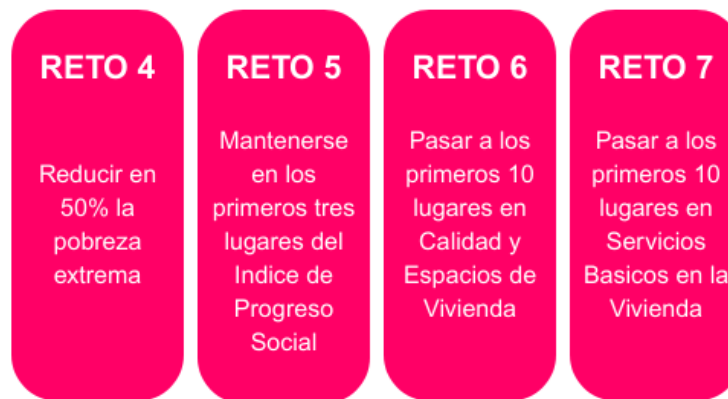 RETO 4
Reducir en
50% la
pobreza
extrema
RETO 5
Mantenerse
en los
primeros tres
lugares del
Indice de
Progreso
Social
RETO 6
Pasar a los
primeros 10
lugares en
Calidad y
Espacios de
Vivienda
RETO 7
Pasar a los
primeros 10
lugares en
Servicios
Basicos en la
Vivienda